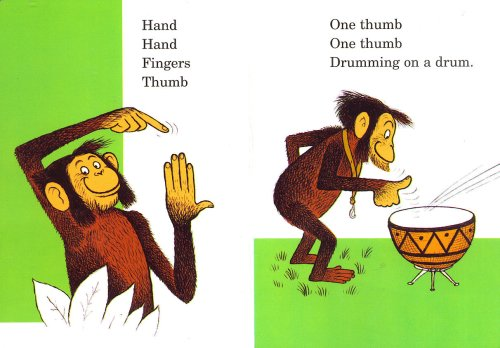 Hand
Hand
Fingers
Thumb
One thumb
One thumb
Drumming on a drum.